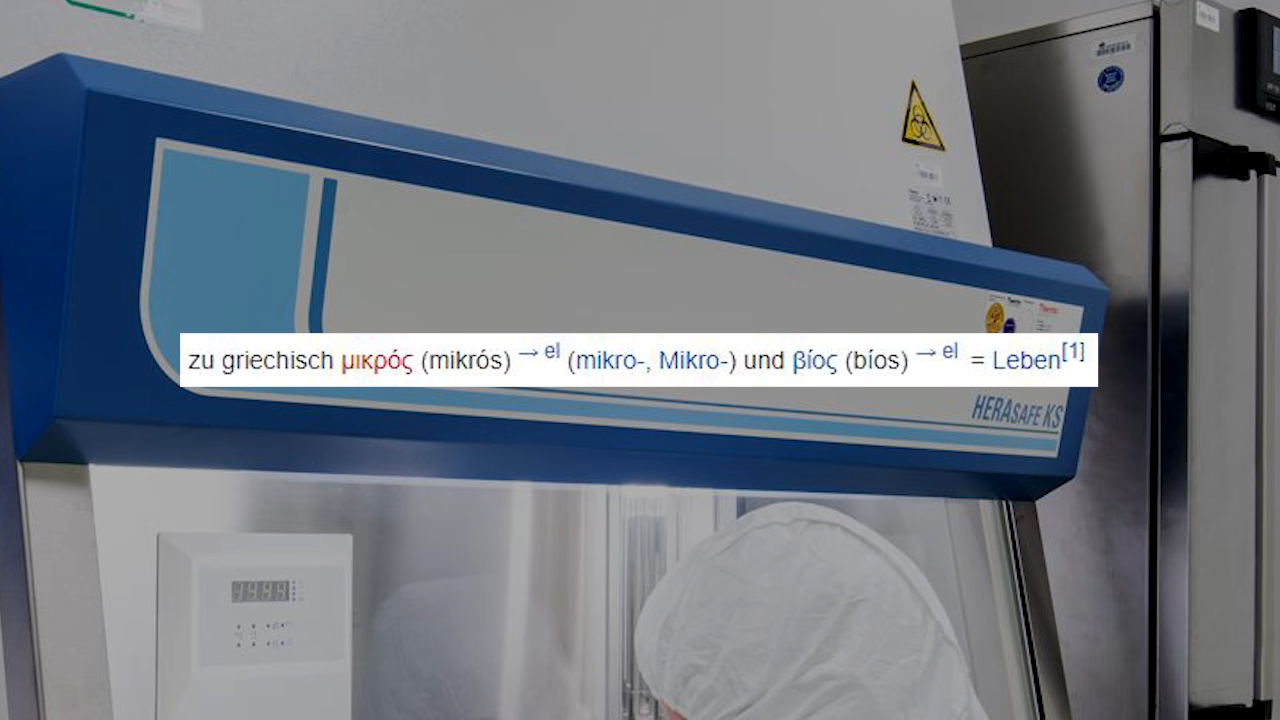 zu griechisch μικρός (mikrós) → el (mikro-, Mikro-) und βίος (bíos) → el = Leben[1]
HERASAFE KS